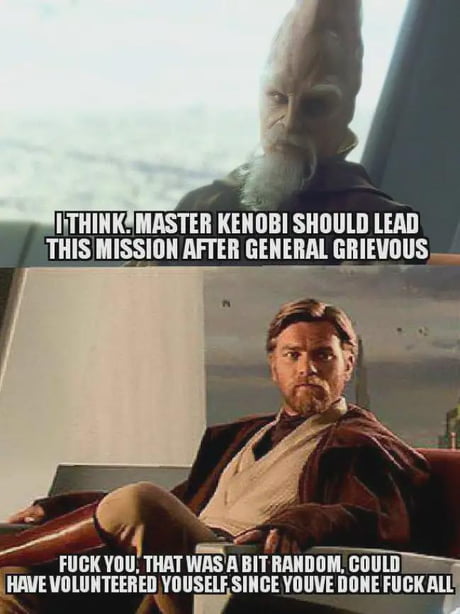 I THINK. MASTER KENOBI SHOULD LEAD
THIS MISSION AFTER GENERAL GRIEVOUS
FUCK YOU, THAT WAS A BIT RANDOM, COULD
HAVE VOLUNTEERED YOUSELF SINCE YOUVE DONE FUCK ALL